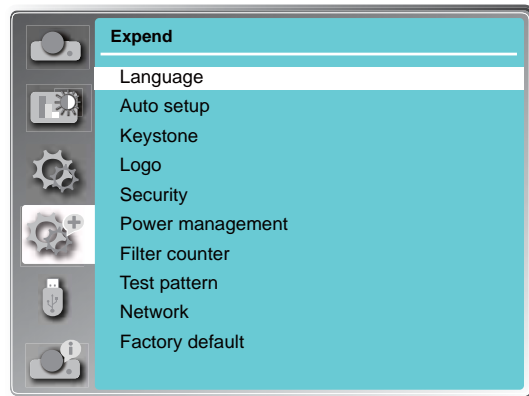 Expend
Language
Auto setup
Keystone
Logo
Security
Power management
Filter counter
Test pattern
Network
Factory default